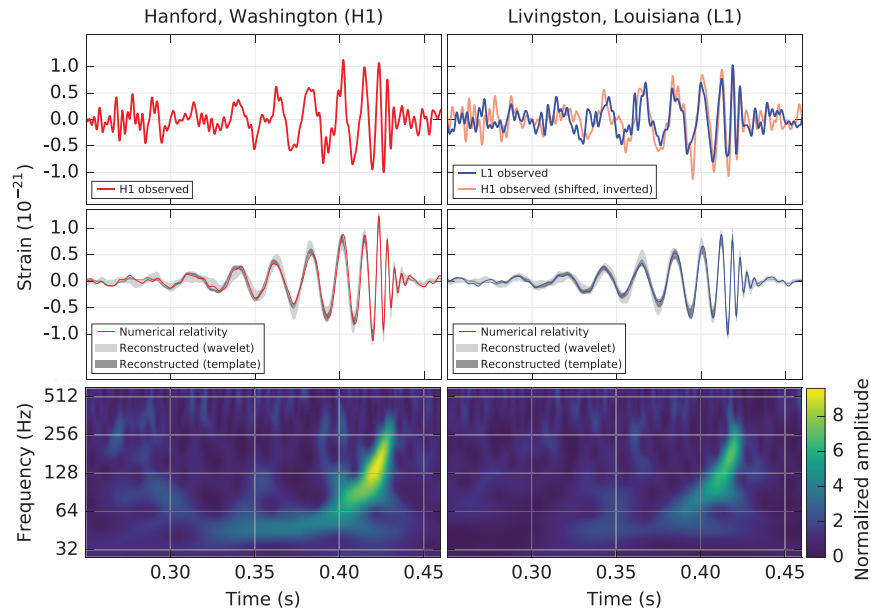 Hanford, Washington (H1)
Livingston, Louisiana (L1)
1.0
0.5
0.0
-0.5
-1.0
H1 observed
L1 observed
H1 observed (shifted, inverted)
Strain (10⁻²¹)
1.0
0.5
0.0
-0.5
-1.0
Numerical relativity
Reconstructed (wavelet)
Reconstructed (template)
Numerical relativity
Reconstructed (wavelet)
Reconstructed (template)
Frequency (Hz)
512
256
128
64
32
0.30
0.35
0.40
0.45
Time (s)
0.30
0.35
0.40
0.45
Time (s)
8
6
4
2
0
Normalized amplitude